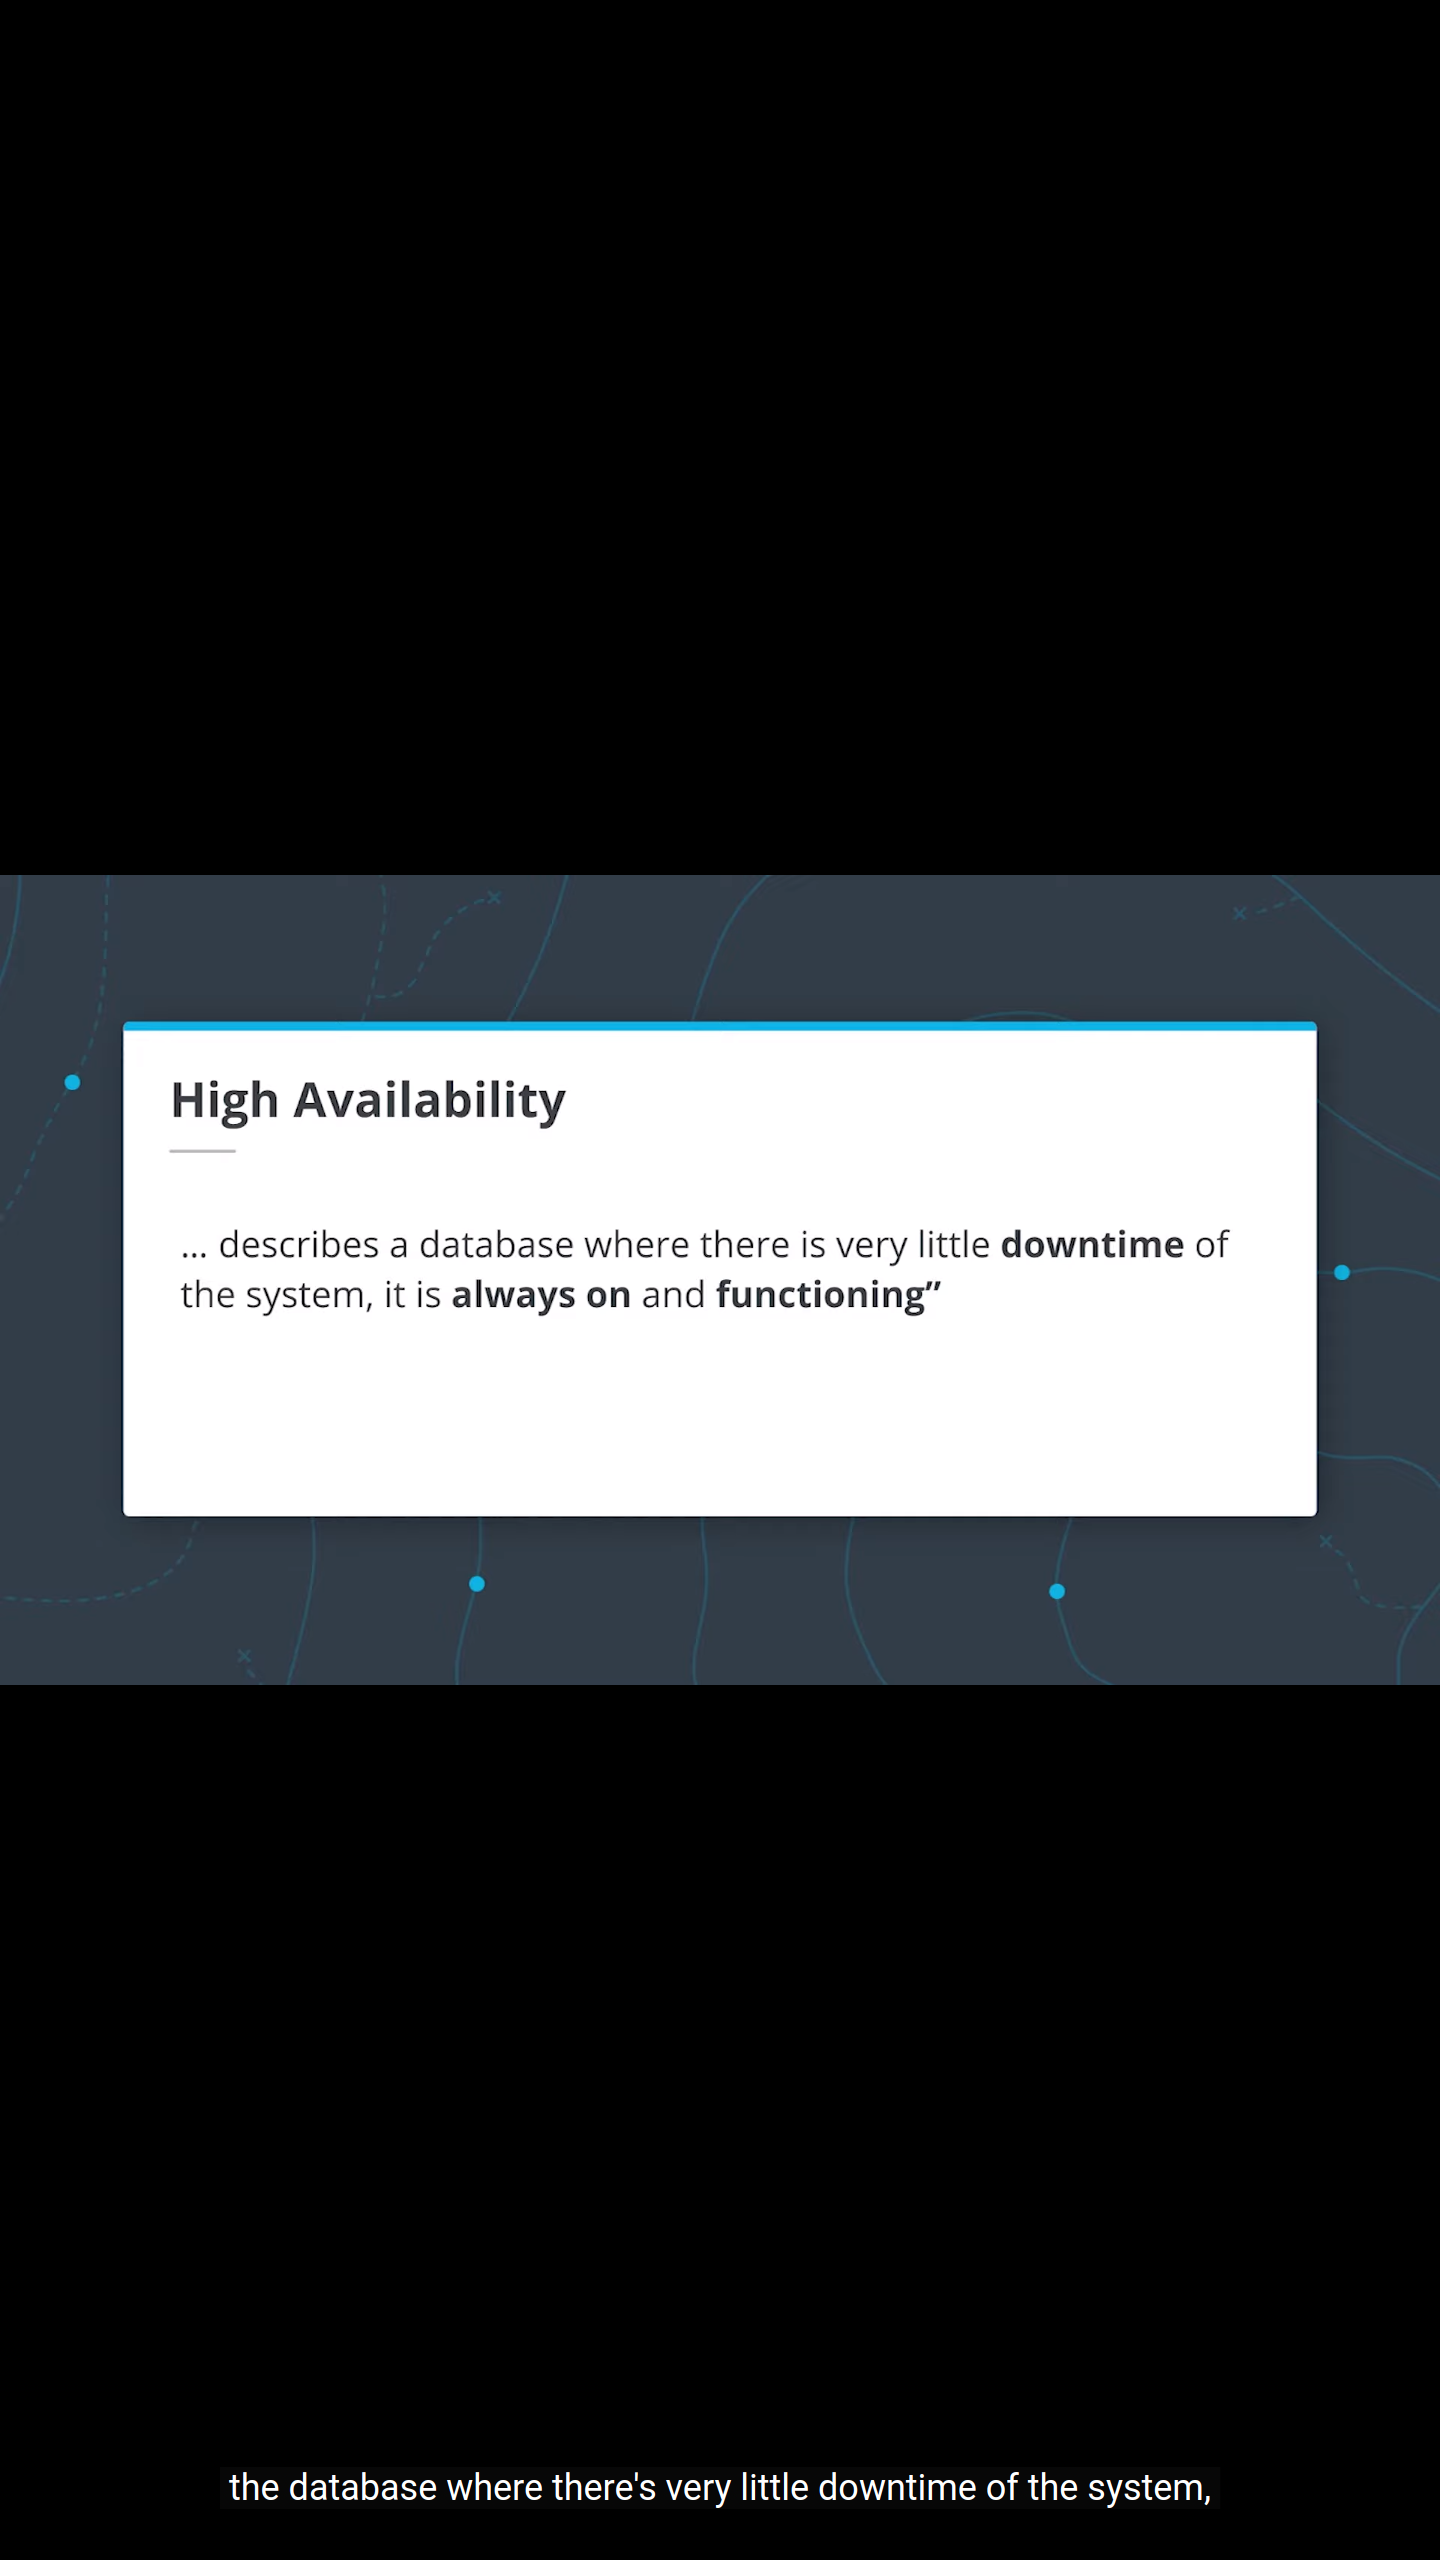 High Availability
... describes a database where there is very little downtime of
the system, it is always on and functioning”
the database where there's very little downtime of the system,